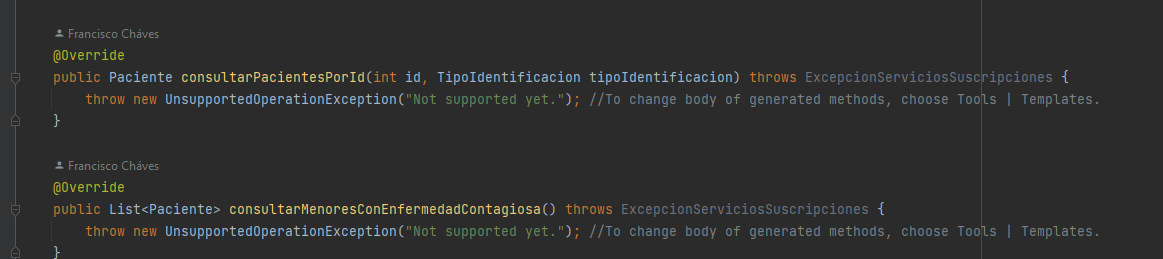 Francisco Cháves
@Override
public Paciente consultarPacientesPorId(int id, TipoIdentificacion tipoIdentificacion) throws ExcepcionServiciosSuscripciones {
throw new UnsupportedOperationException("Not supported yet."); //To change body of generated methods, choose Tools | Templates.
}
Francisco Cháves
@Override
public List<Paciente> consultarMenoresConEnfermedadContagiosa() throws ExcepcionServiciosSuscripciones {
throw new UnsupportedOperationException("Not supported yet."); //To change body of generated methods, choose Tools | Templates.
}